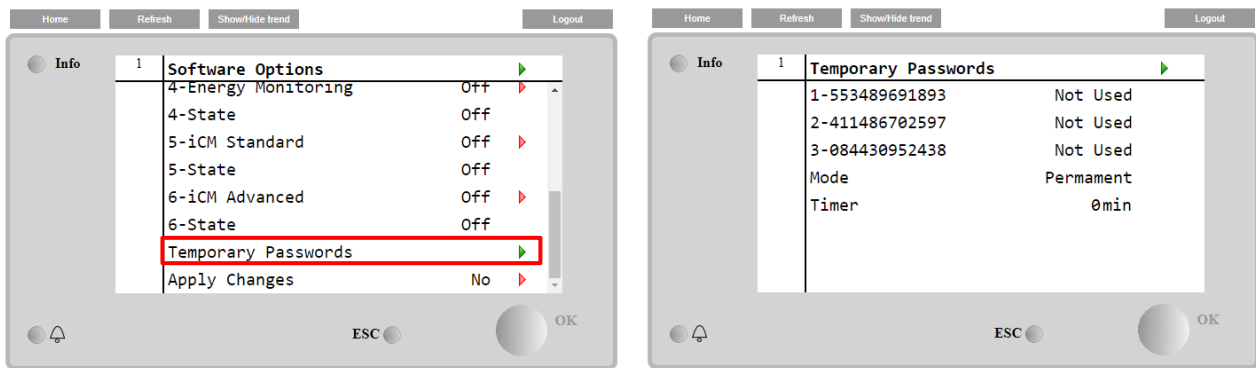 Home Refresh Show/Hide trend Logout
Info
1 Software Options
4-Energy Monitoring Off
4-State Off
5-iCM Standard Off
5-State Off
6-iCM Advanced Off
6-State Off
Temporary Passwords
Apply Changes No
ESC
OK
Home Refresh Show/Hide trend Logout
Info
1 Temporary Passwords
1-553489691893 Not Used
2-411486702597 Not Used
3-084430952438 Not Used
Mode Permament
Timer 0min
ESC
OK